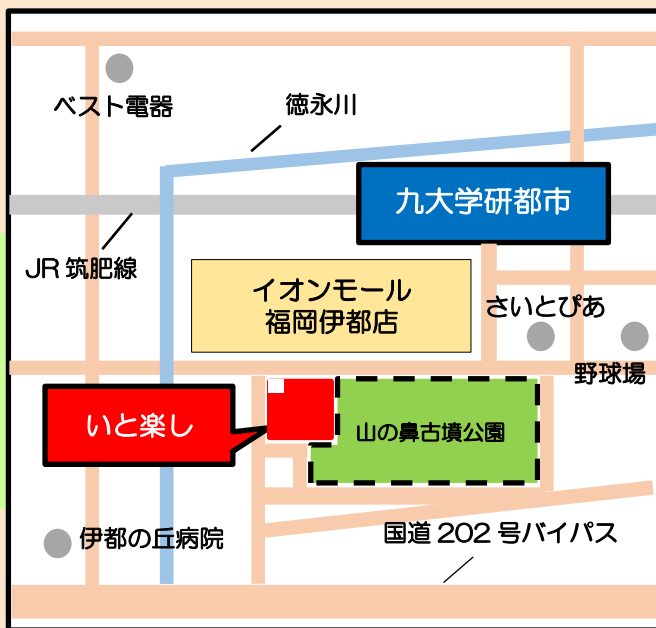 ベスト電器
徳永川
九大学研都市
JR 筑肥線
イオンモール
福岡伊都店
さいとぴあ
野球場
いと楽し
山の鼻古墳公園
伊都の丘病院
国道 202 号バイパス